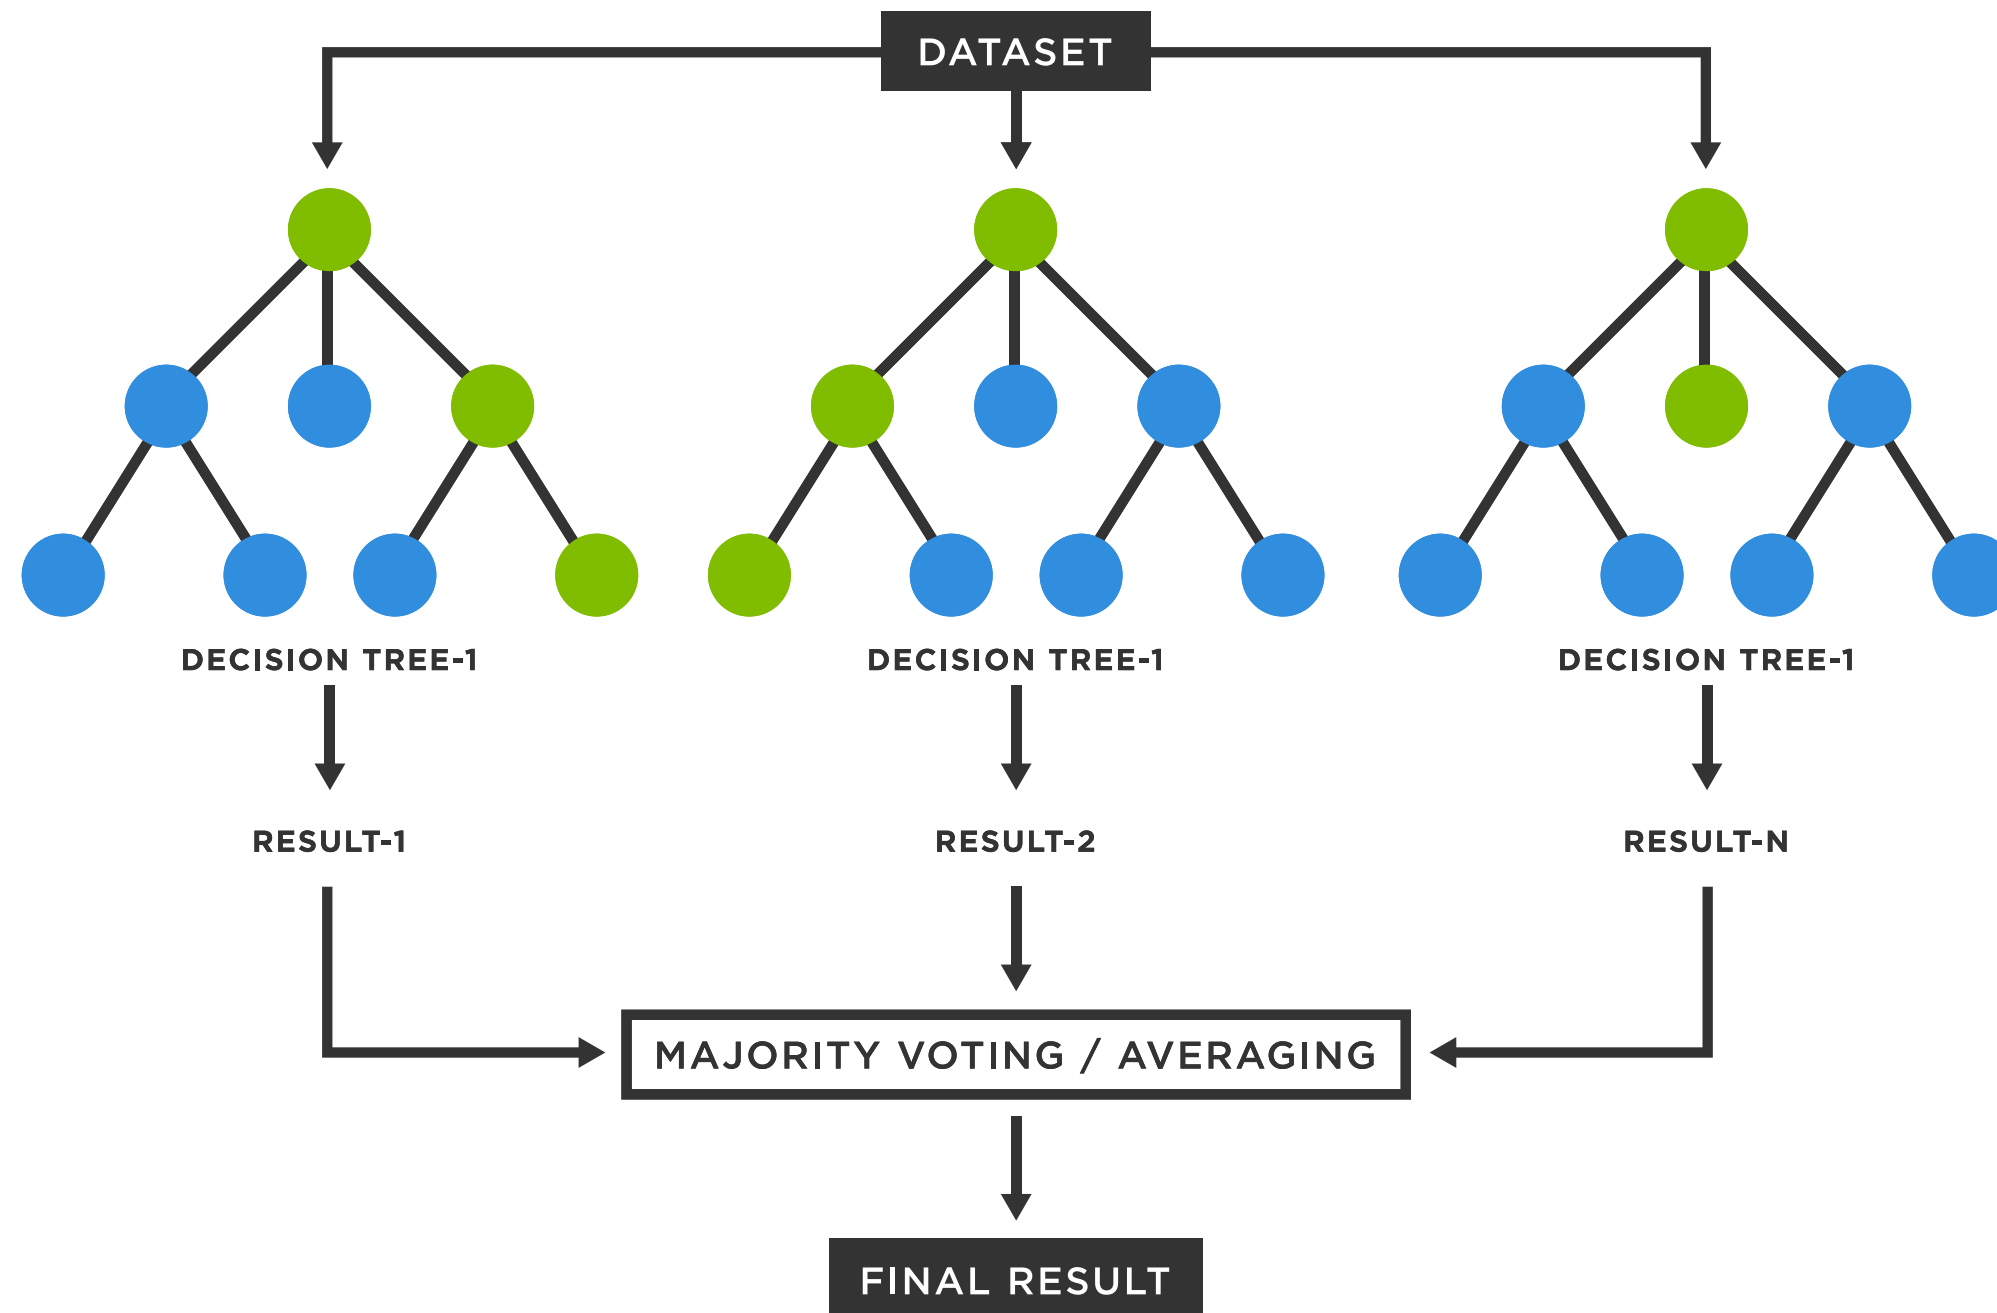 DATASET
DECISION TREE-1
DECISION TREE-1
DECISION TREE-1
RESULT-1
RESULT-2
RESULT-N
MAJORITY VOTING / AVERAGING
FINAL RESULT